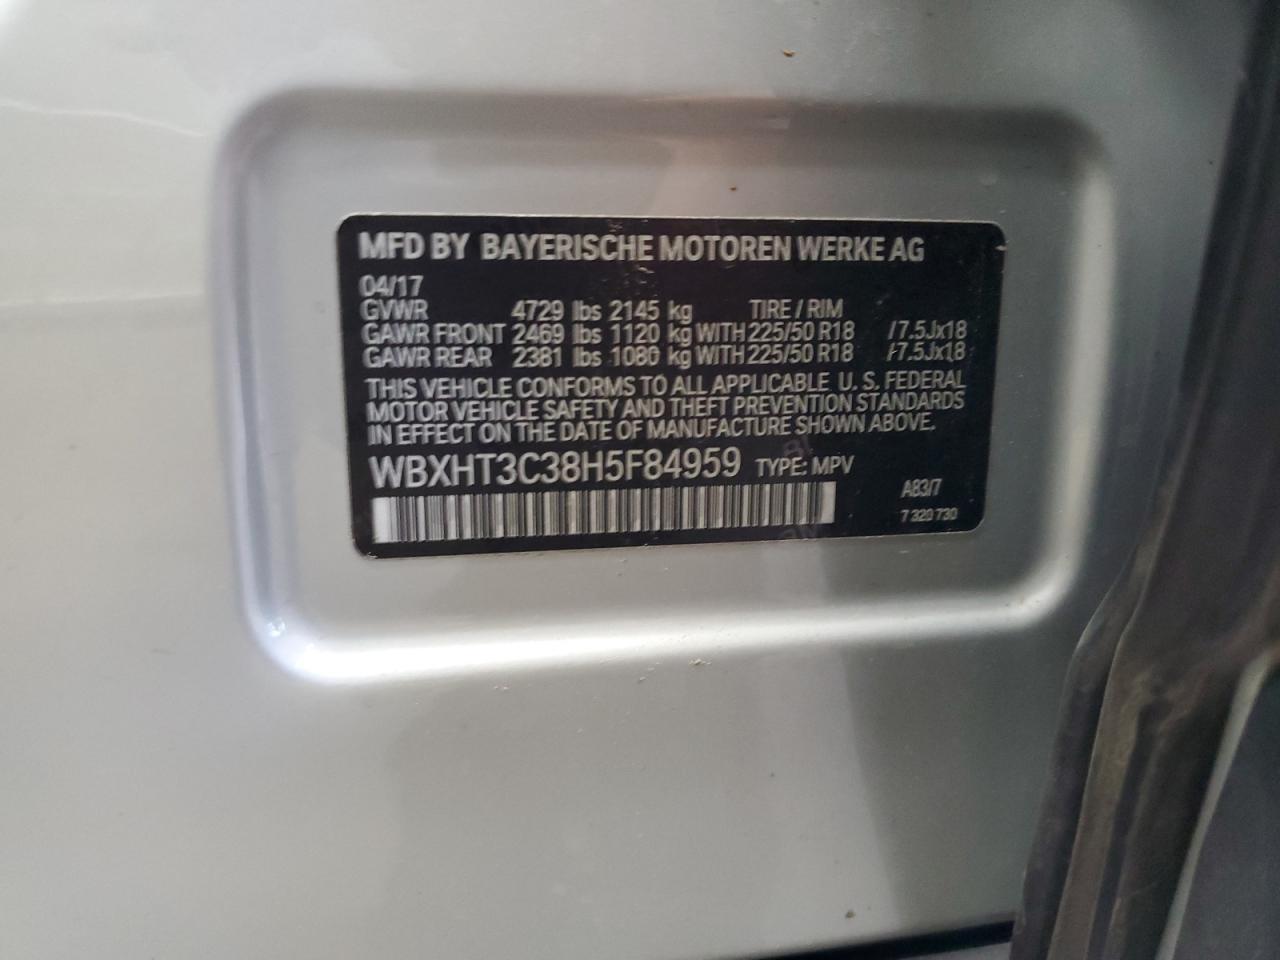 MFD BY BAYERISCHE MOTOREN WERKE AG
04/17
GVWR 4729 lbs 2145 kg TIRE / RIM
GAWR FRONT 2469 lbs 1120 kg WITH 225/50 R18 /7.5Jx18
GAWR REAR 2381 lbs 1080 kg WITH 225/50 R18 /7.5Jx18
THIS VEHICLE CONFORMS TO ALL APPLICABLE U. S. FEDERAL
MOTOR VEHICLE SAFETY AND THEFT PREVENTION STANDARDS
IN EFFECT ON THE DATE OF MANUFACTURE SHOWN ABOVE.
WBXHT3C38H5F84959 TYPE: MPV
A83/7
7 320 730